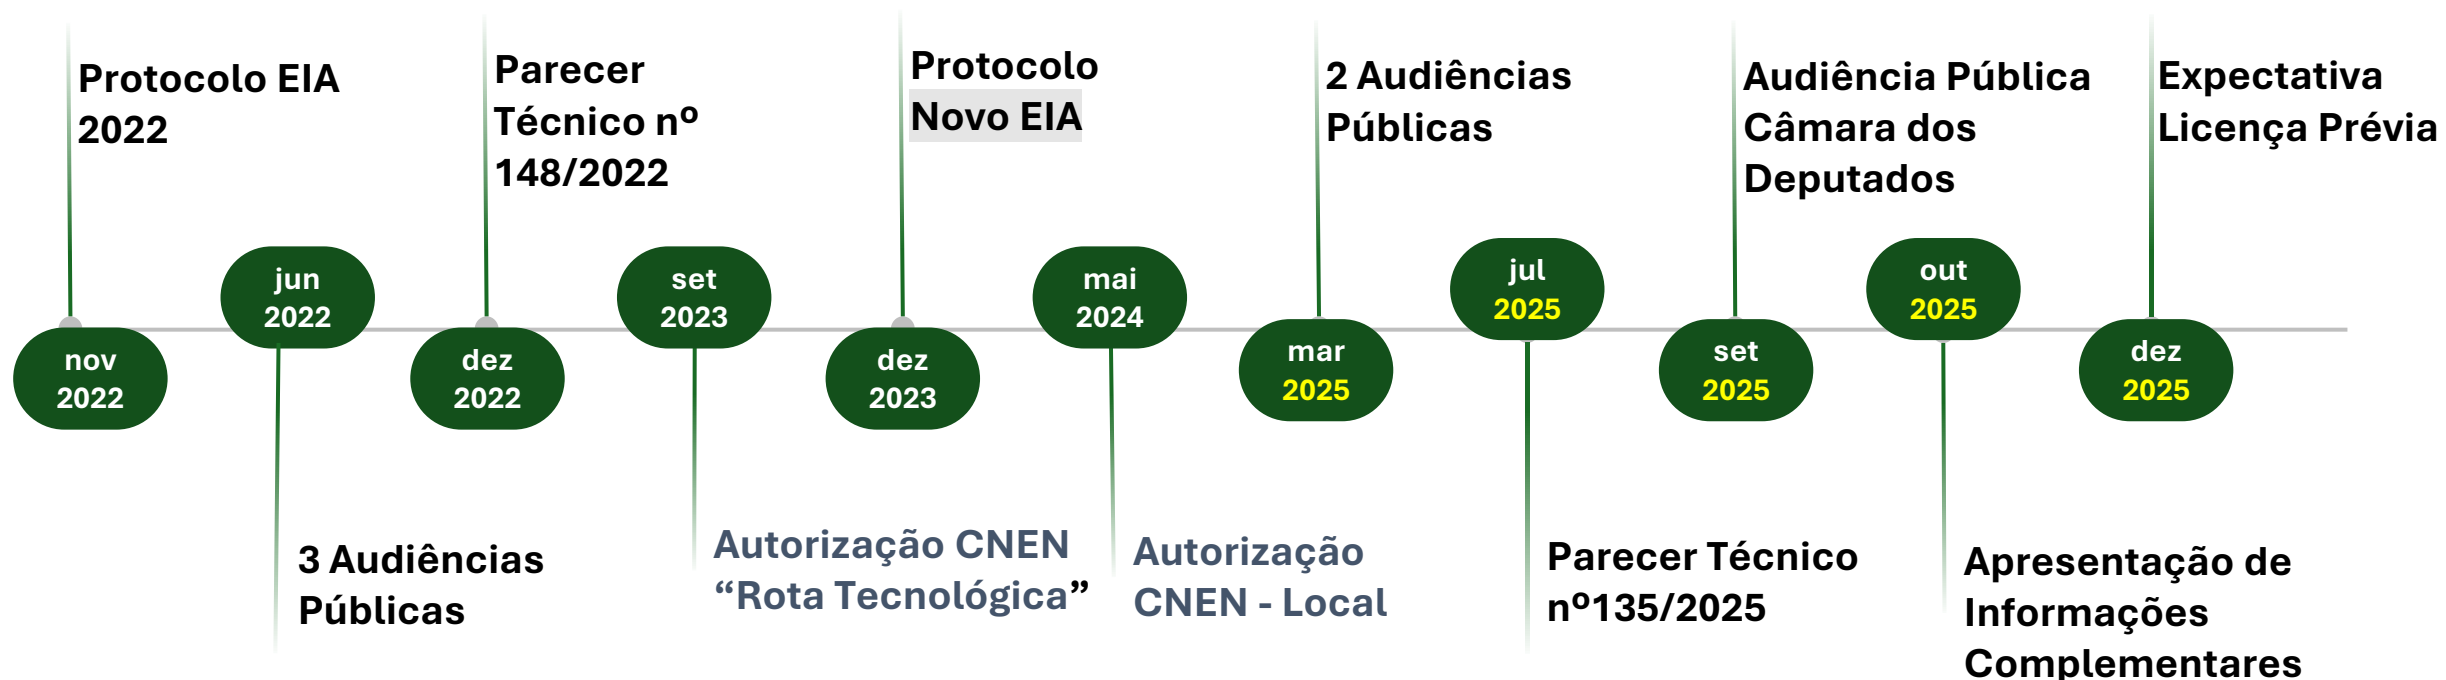 Protocolo EIA
2022
nov
2022
jun
2022
3 Audiências
Públicas
Parecer
Técnico nº
148/2022
dez
2022
set
2023
Autorização CNEN
“Rota Tecnológica”
Protocolo
Novo EIA
dez
2023
mai
2024
Autorização
CNEN - Local
2 Audiências
Públicas
mar
2025
jul
2025
Parecer Técnico
nº135/2025
Audiência Pública
Câmara dos
Deputados
set
2025
out
2025
Apresentação de
Informações
Complementares
Expectativa
Licença Prévia
dez
2025